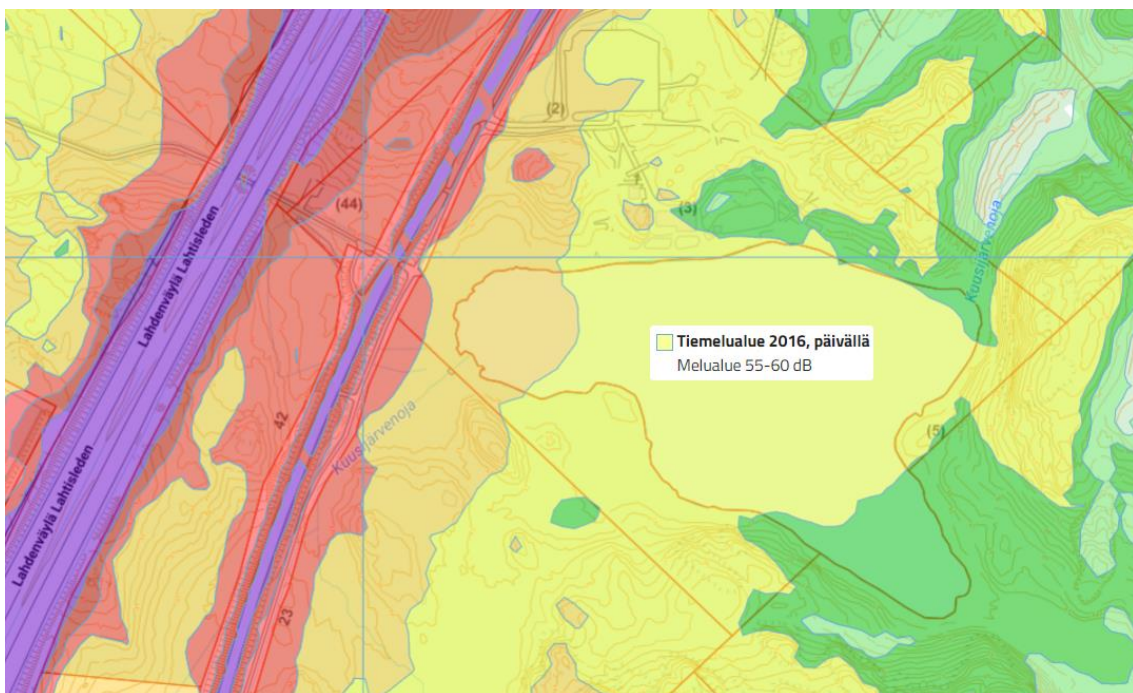 (2)
Lahdenväylä Lahtisleden
(44)
(3)
Kuusijärvenoja
Tiemelualue 2016, päivällä
Melualue 55-60 dB
42
Kuusijärvenoja
(5)
Lahdenväylä Lahtisleden
23